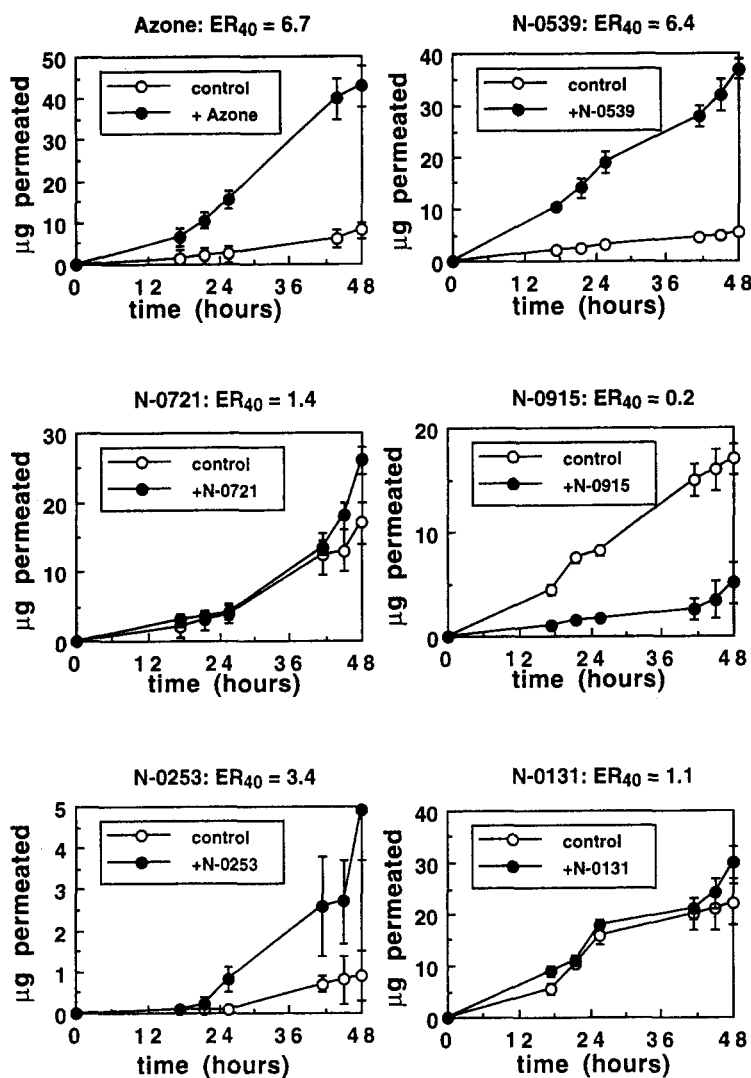 Azone: ER40 = 6.7
μg permeated
50
40
30
20
10
0
control
+ Azone
0 12 24 36 48
time (hours)
N-0539: ER40 = 6.4
μg permeated
40
30
20
10
0
control
+N-0539
0 12 24 36 48
time (hours)
N-0721: ER40 = 1.4
μg permeated
30
20
10
0
control
+N-0721
0 12 24 36 48
time (hours)
N-0915: ER40 = 0.2
μg permeated
20
10
0
control
+N-0915
0 12 24 36 48
time (hours)
N-0253: ER40 = 3.4
μg permeated
5
4
3
2
1
0
control
+N-0253
0 12 24 36 48
time (hours)
N-0131: ER40 = 1.1
μg permeated
40
30
20
10
0
control
+N-0131
0 12 24 36 48
time (hours)